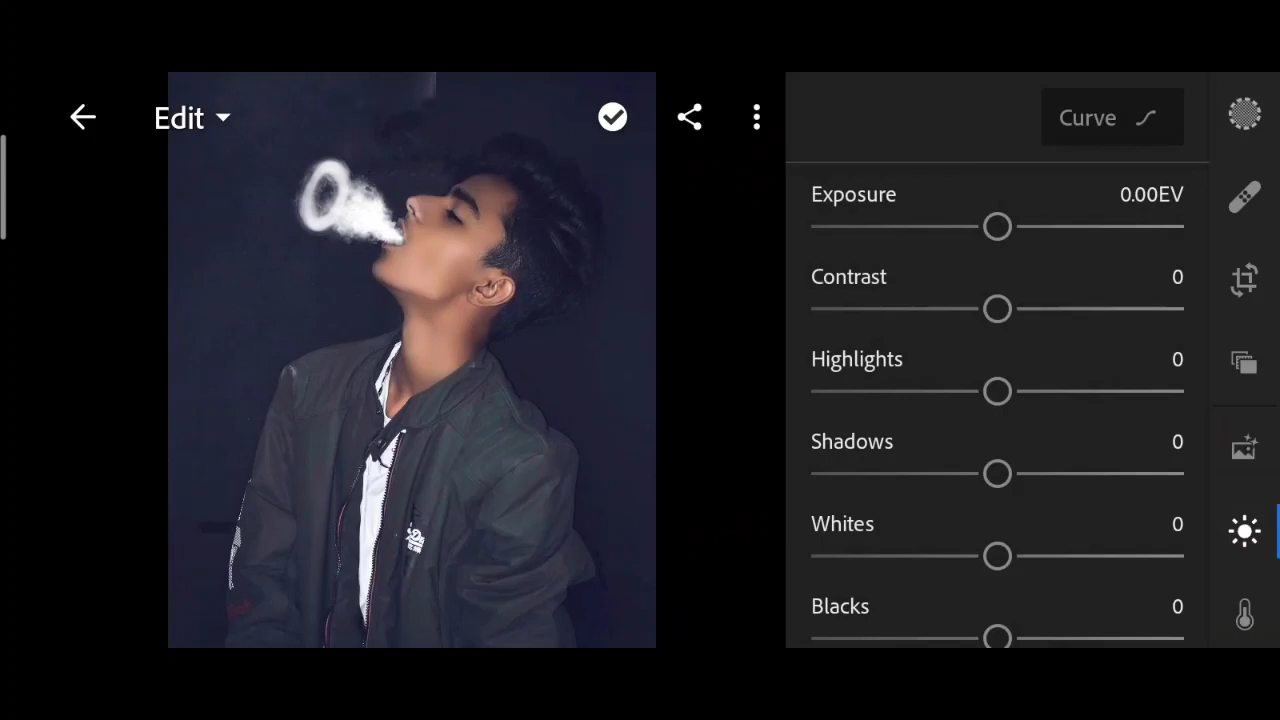 Edit
Curve
Exposure 0.00EV
Contrast 0
Highlights 0
Shadows 0
Whites 0
Blacks 0